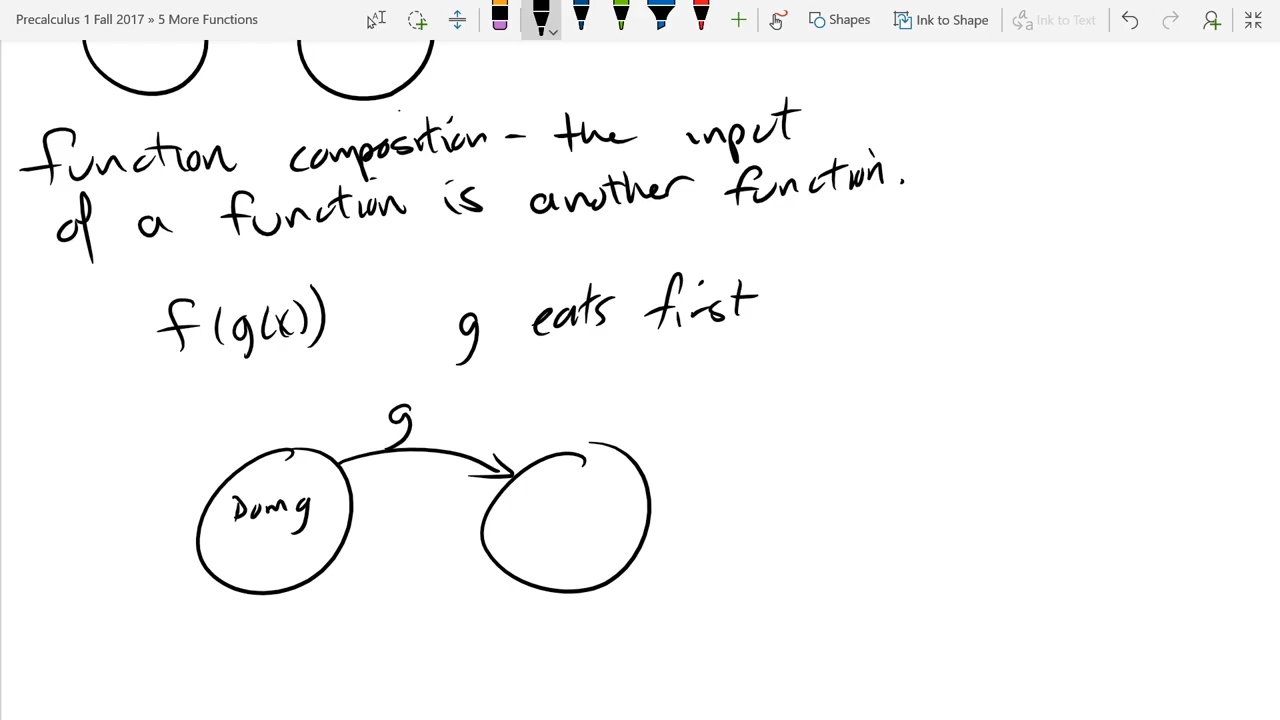 Precalculus 1 Fall 2017 » 5 More Functions
Shapes
Ink to Shape
Ink to Text
function composition - the input
of a function is another function.
f(g(x)) g eats first
g
Dom g